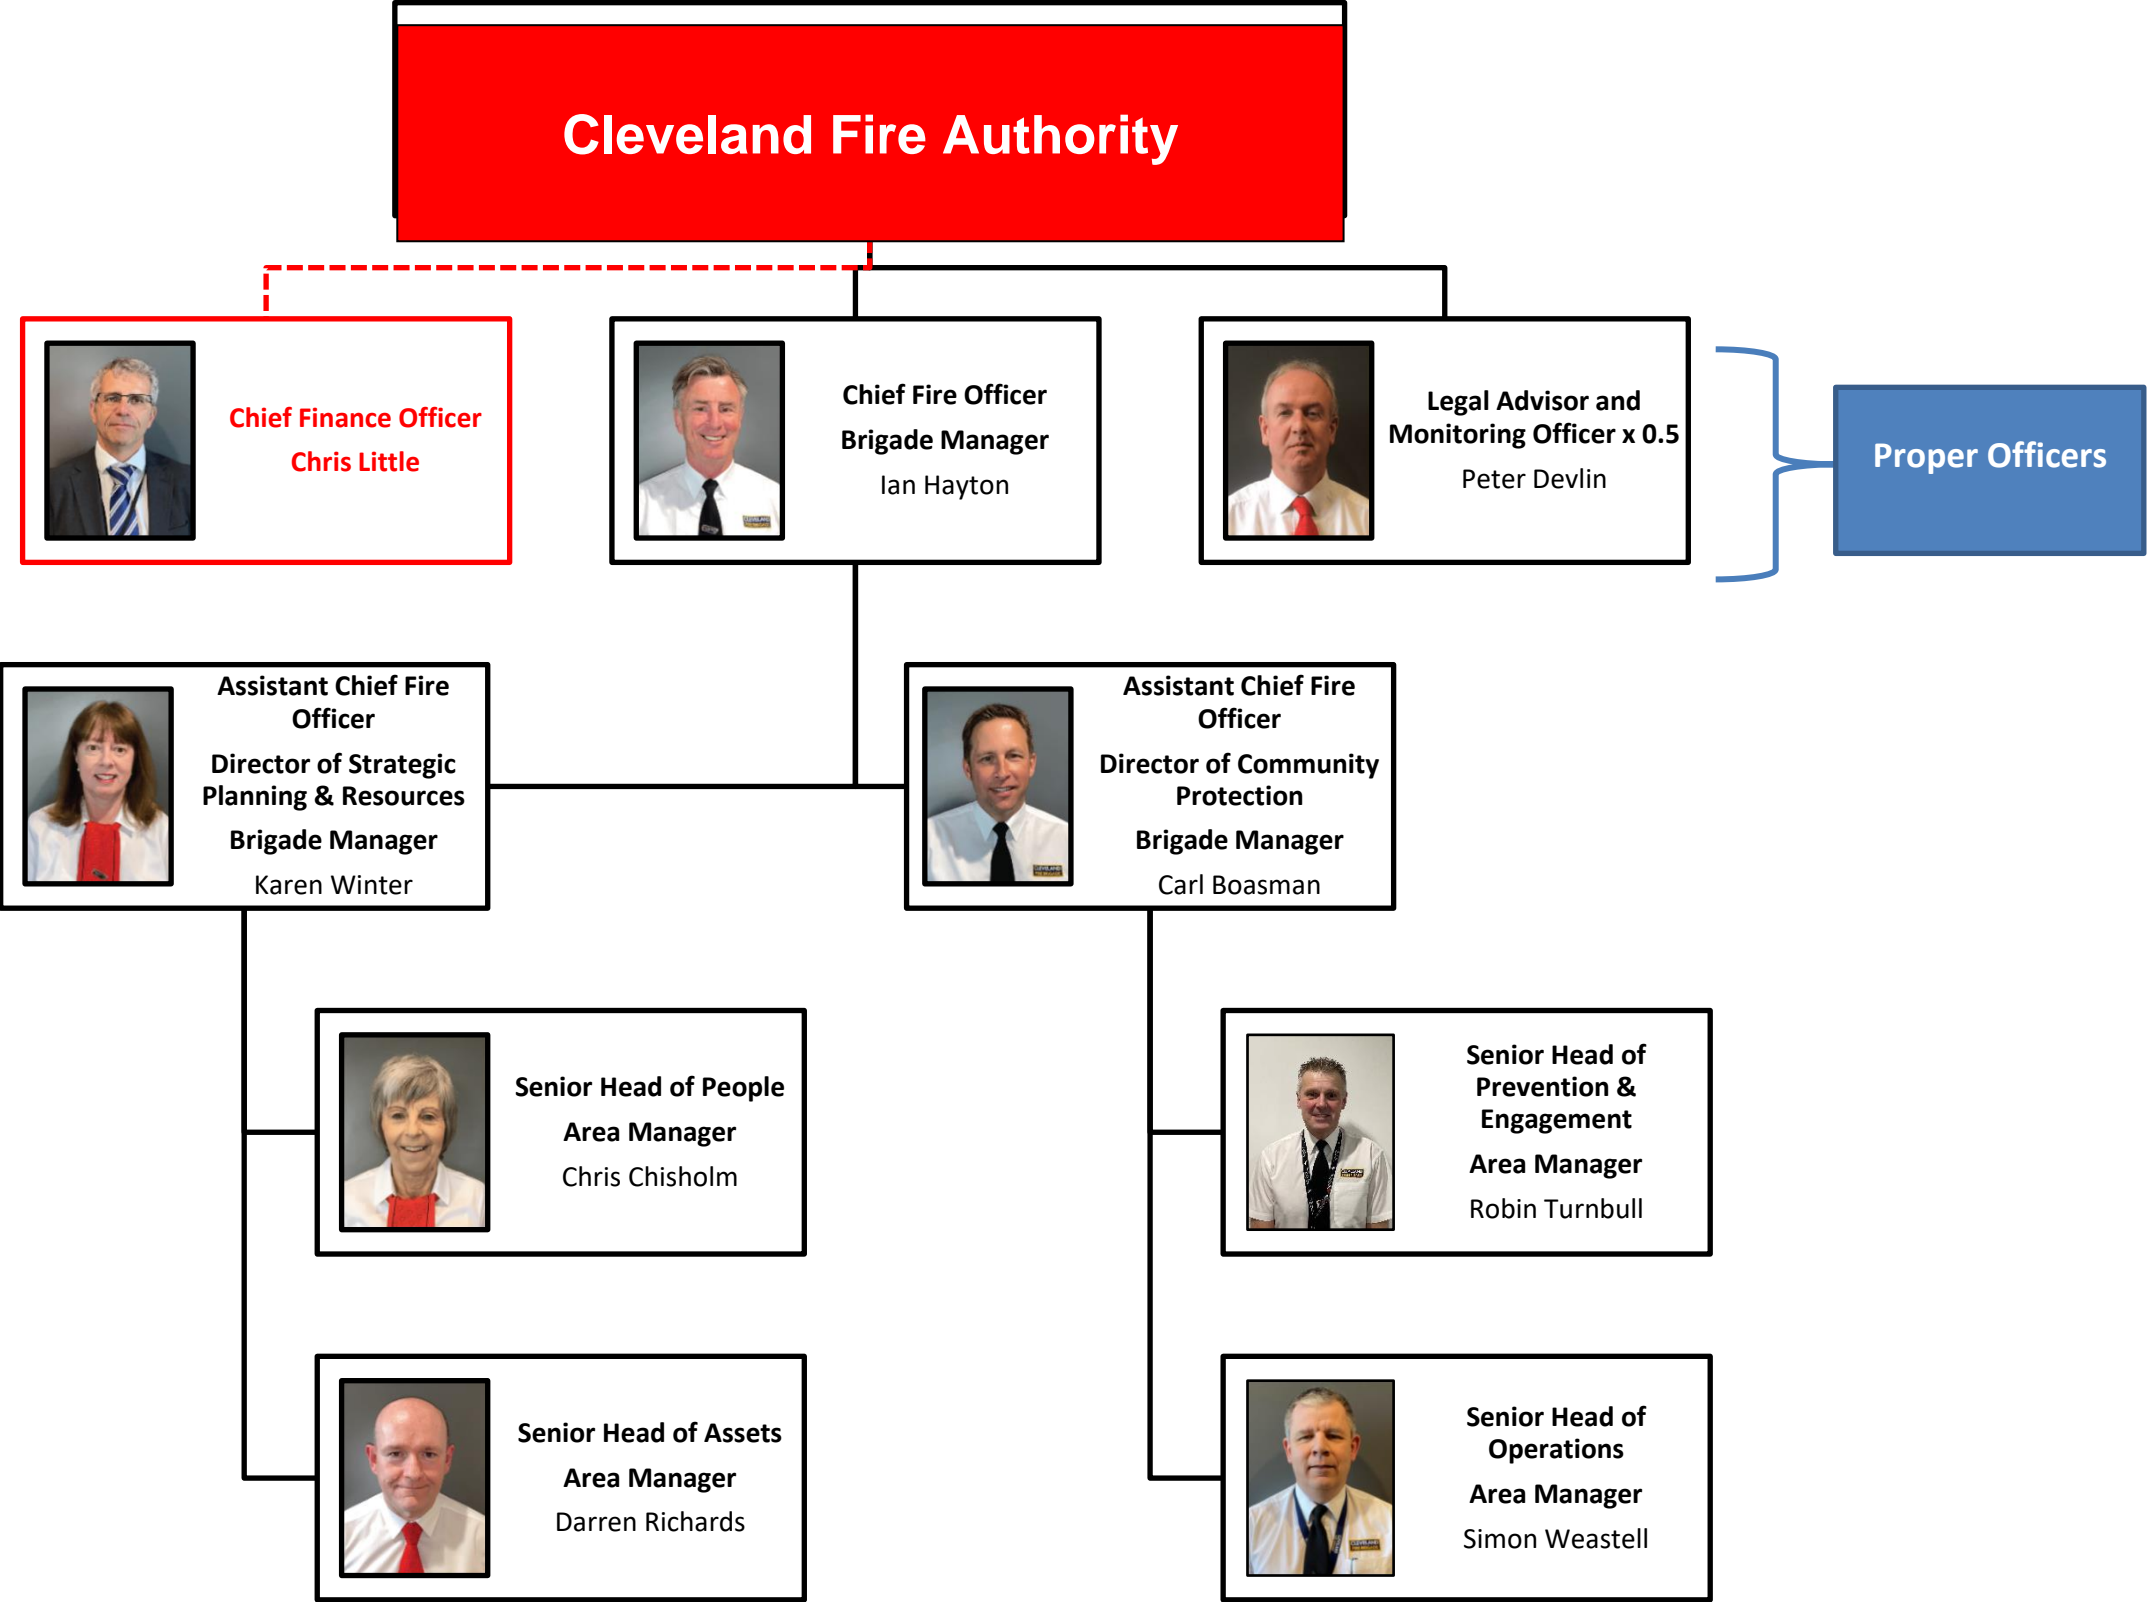 Cleveland Fire Authority
Chief Finance Officer
Chris Little
Chief Fire Officer
Brigade Manager
Ian Hayton
Legal Advisor and
Monitoring Officer x 0.5
Peter Devlin
Proper Officers
Assistant Chief Fire
Officer
Director of Strategic
Planning & Resources
Brigade Manager
Karen Winter
Assistant Chief Fire
Officer
Director of Community
Protection
Brigade Manager
Carl Boasman
Senior Head of People
Area Manager
Chris Chisholm
Senior Head of
Prevention &
Engagement
Area Manager
Robin Turnbull
Senior Head of Assets
Area Manager
Darren Richards
Senior Head of
Operations
Area Manager
Simon Weastell